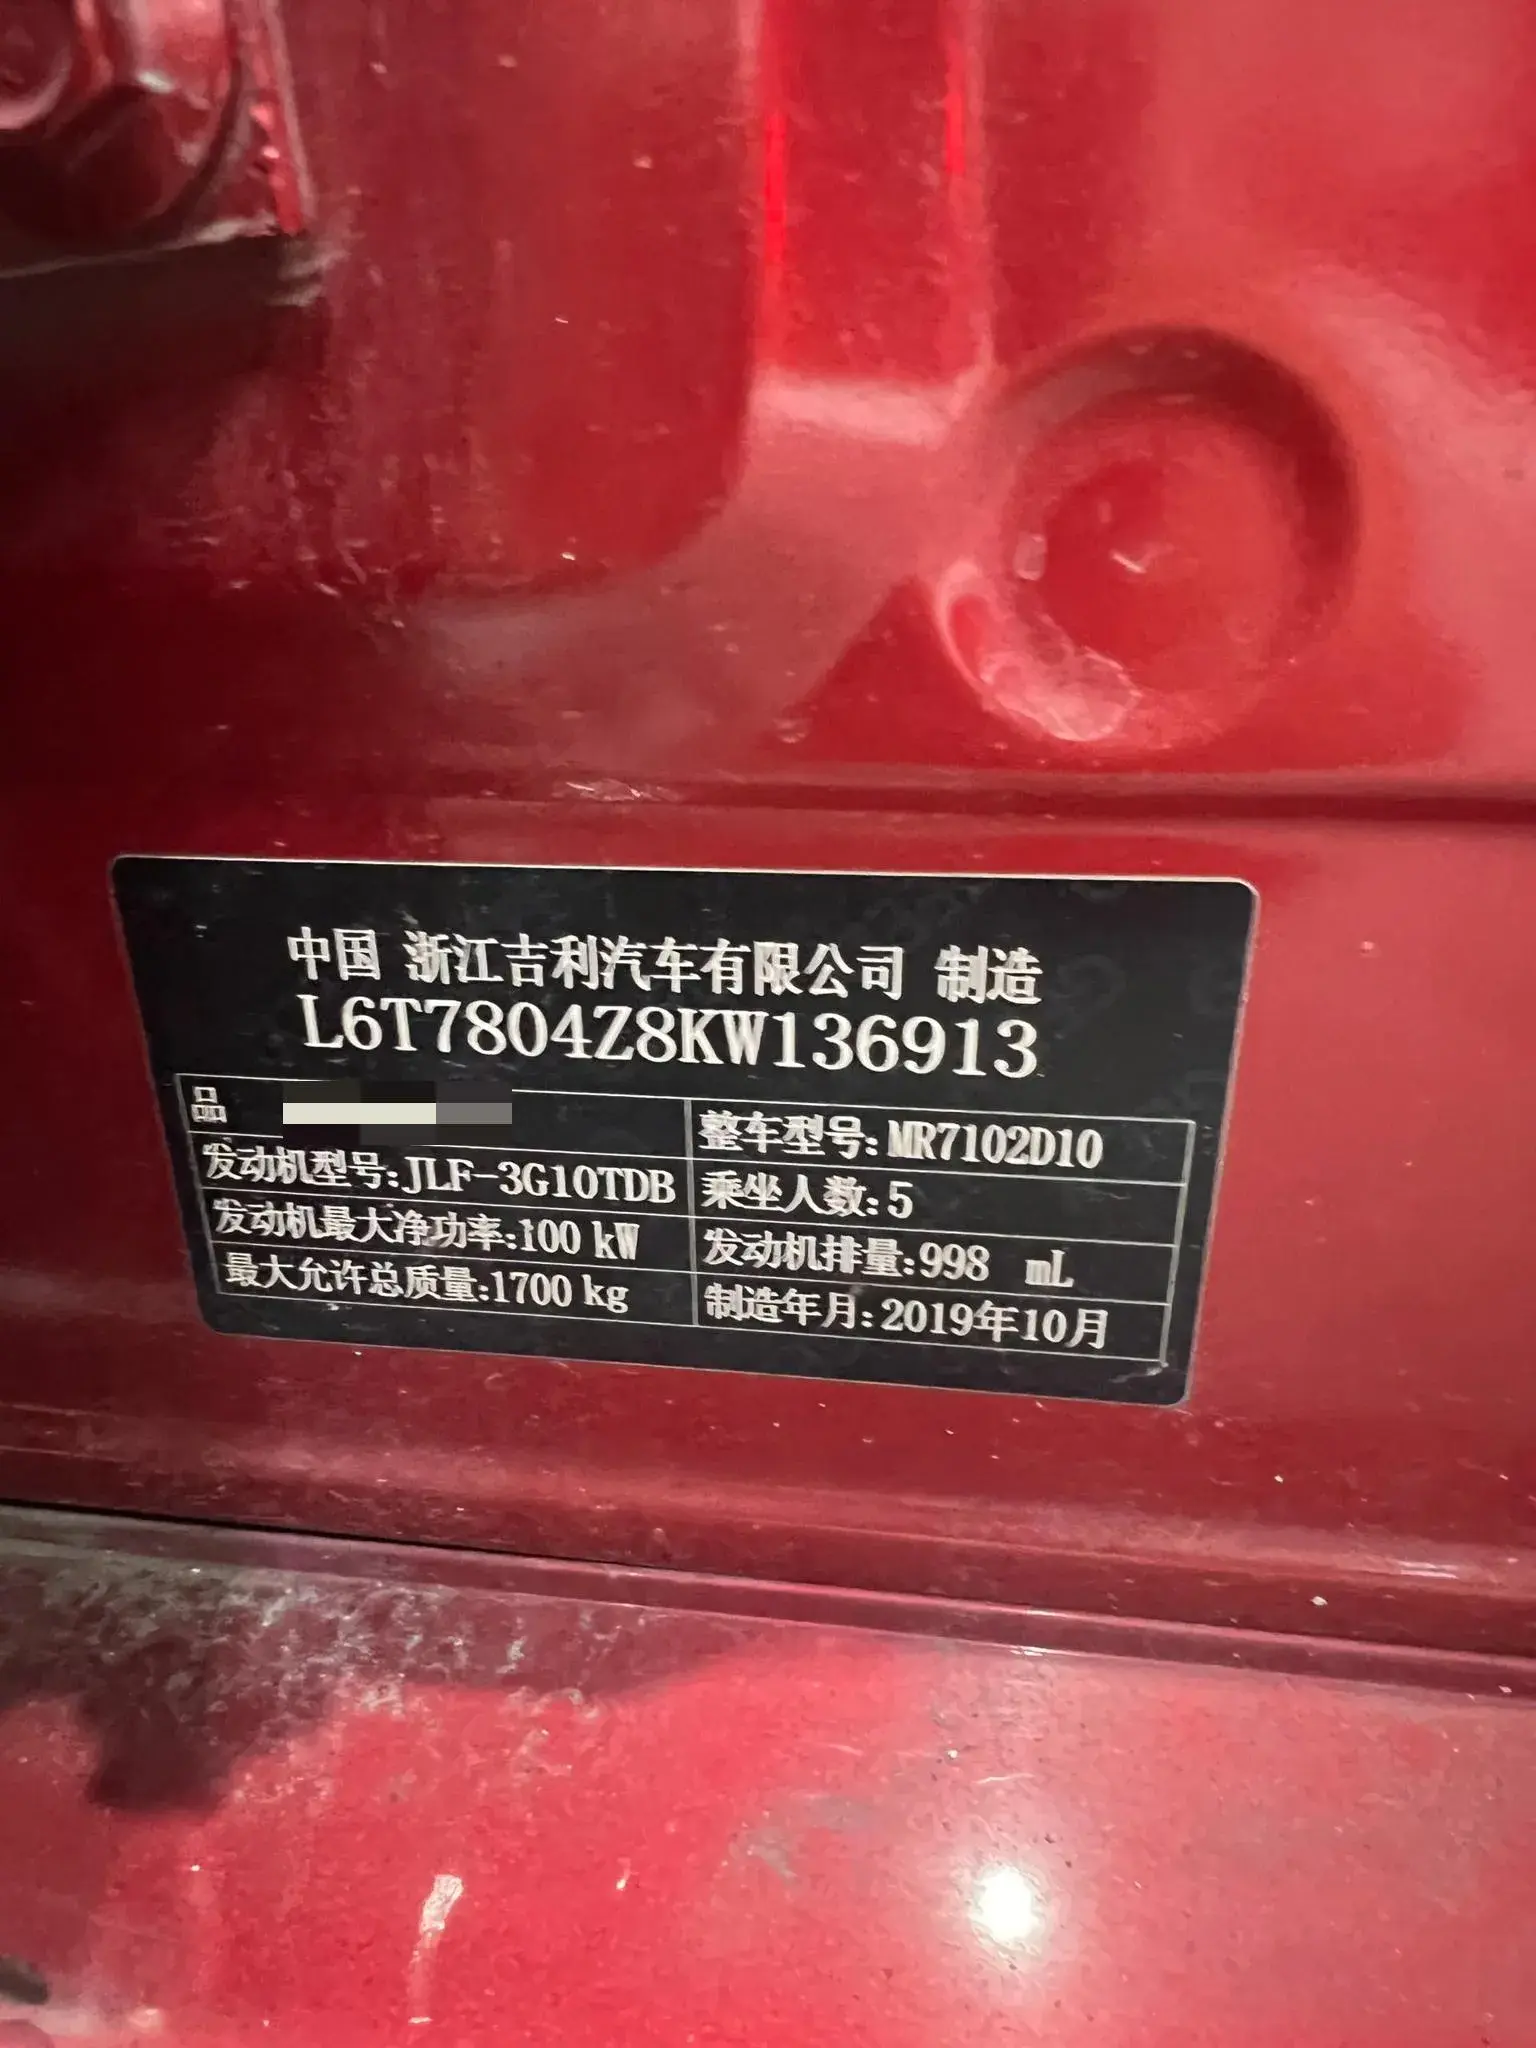 中国 浙江吉利汽车有限公司 制造
L6T7804Z8KW136913
品
整车型号:MR7102D10
发动机型号:JLF-3G10TDB
乘坐人数:5
发动机最大净功率:100 kW
发动机排量:998 mL
最大允许总质量:1700 kg
制造年月:2019年10月